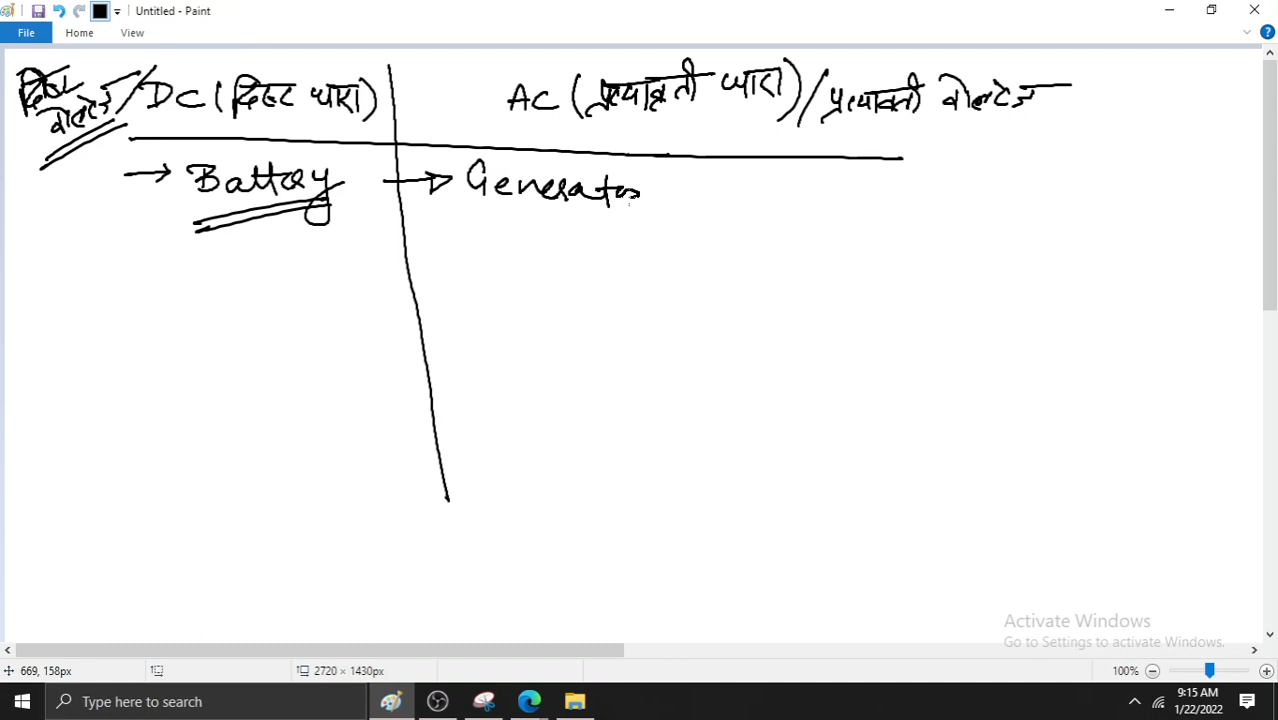 Untitled - Paint
File Home View
दिष्ट वोल्टेज / DC (दिष्ट धारा) AC (प्रत्यावर्ती धारा) / प्रत्यावर्ती वोल्टेज
→ Battery → Generator
Activate Windows
Go to Settings to activate Windows.
669, 158px 2720 × 1430px 100%
Type here to search 9:15 AM
1/22/2022